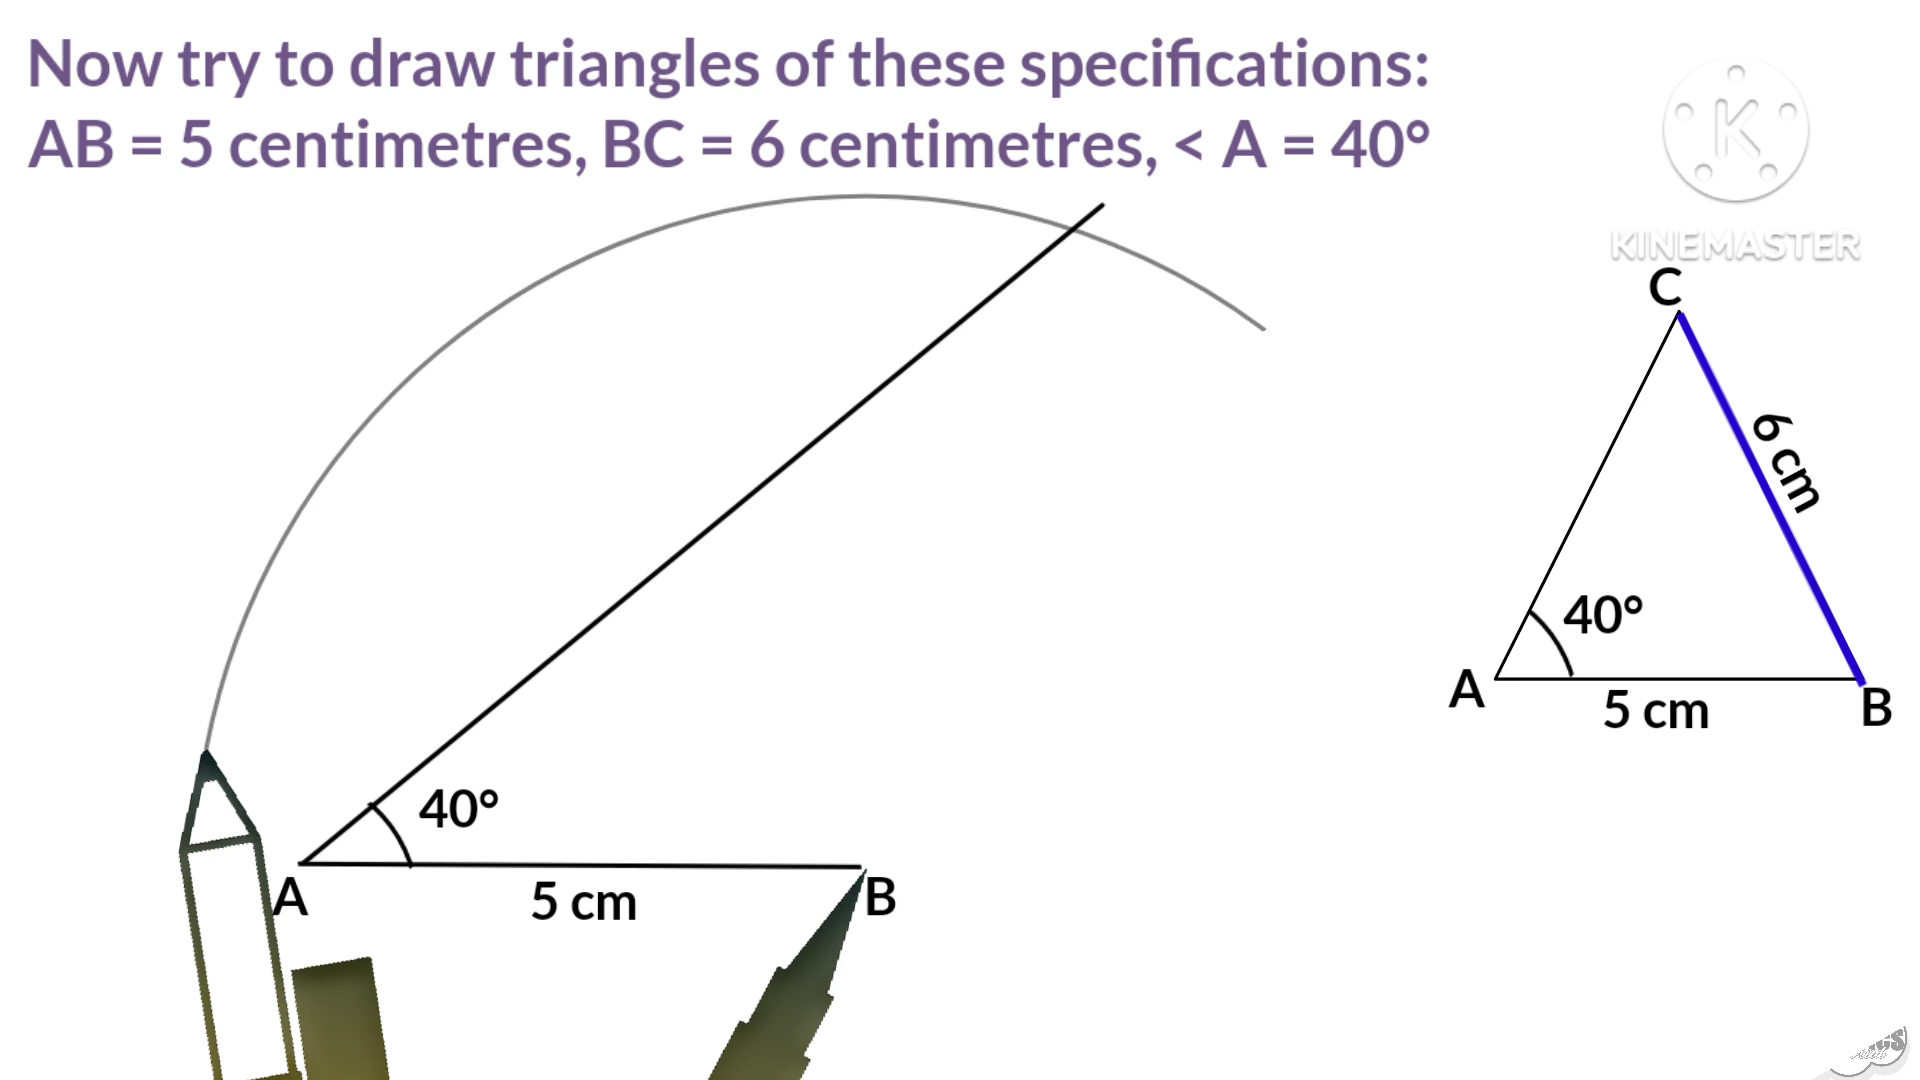 Now try to draw triangles of these specifications:
AB = 5 centimetres, BC = 6 centimetres, < A = 40°
K
KINEMASTER
C
6 cm
40°
A
5 cm
B
40°
A
5 cm
B